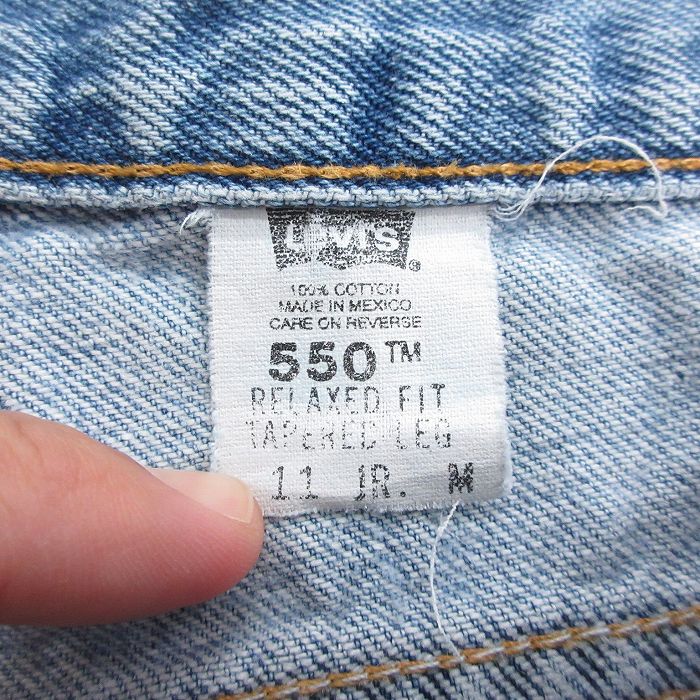 LEVI'S ®
100% COTTON
MADE IN MEXICO
CARE ON REVERSE
550™
RELAXED FIT
TAPERED LEG
11 JR. M